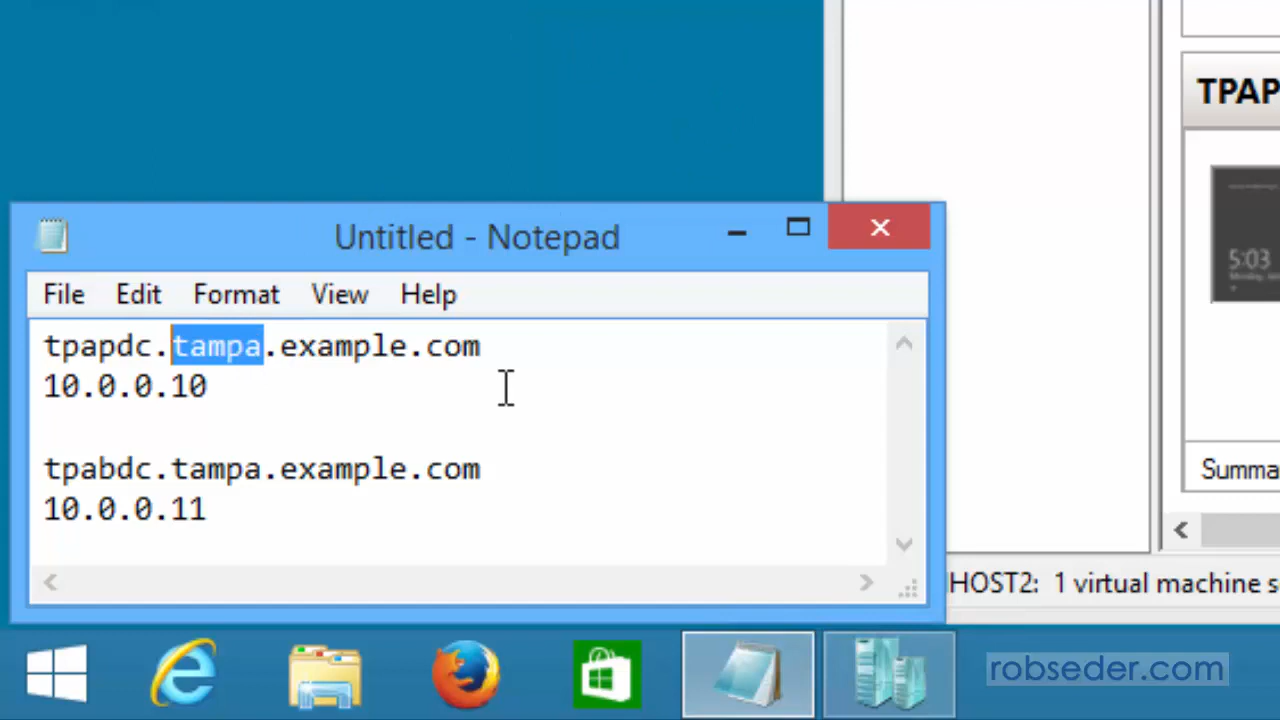 TPAP
5:03
Untitled - Notepad
File Edit Format View Help
tpapdc.tampa.example.com
10.0.0.10
tpabdc.tampa.example.com
10.0.0.11
Summa
HOST2: 1 virtual machine s
robseder.com